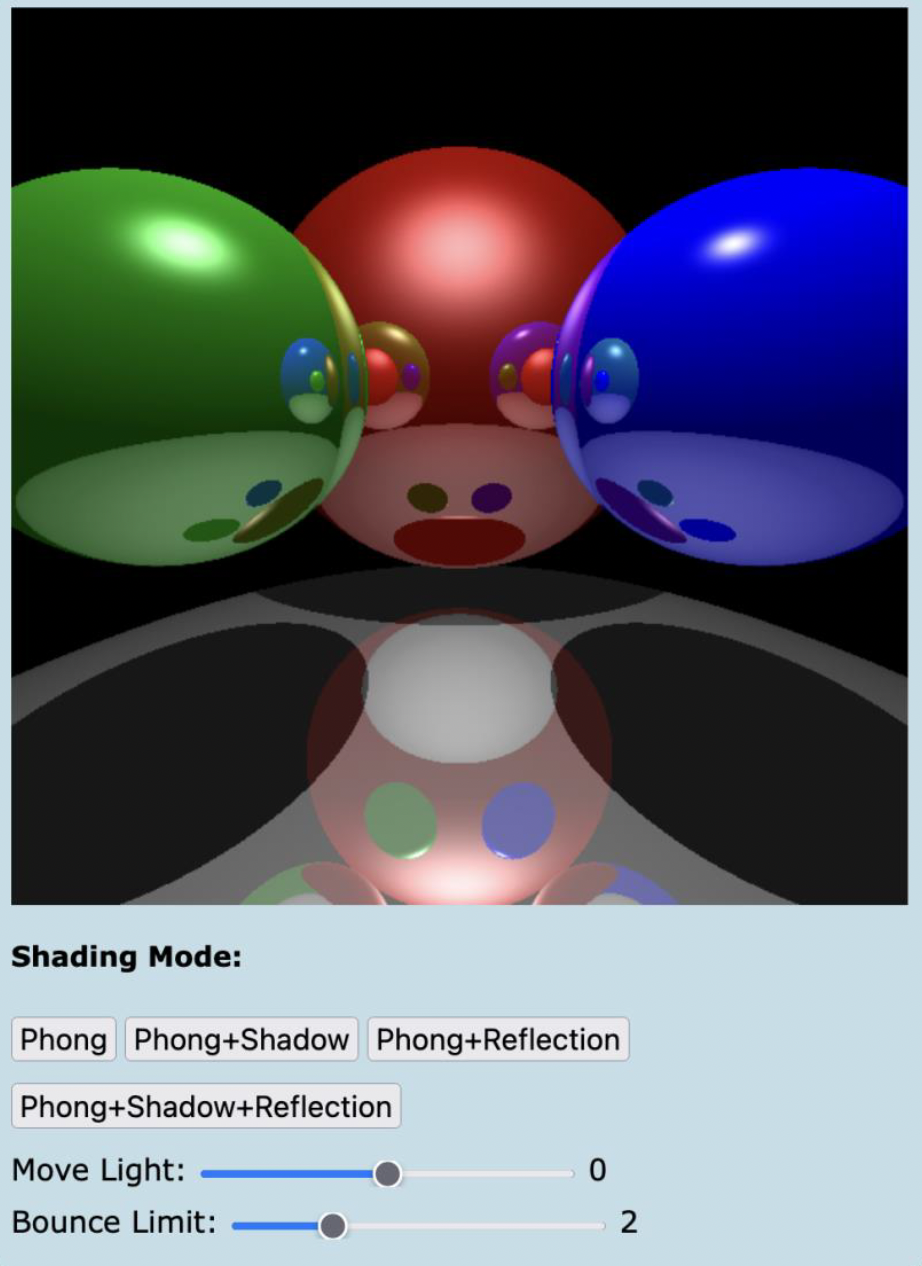 Shading Mode:
Phong Phong+Shadow Phong+Reflection
Phong+Shadow+Reflection
Move Light: 0
Bounce Limit: 2